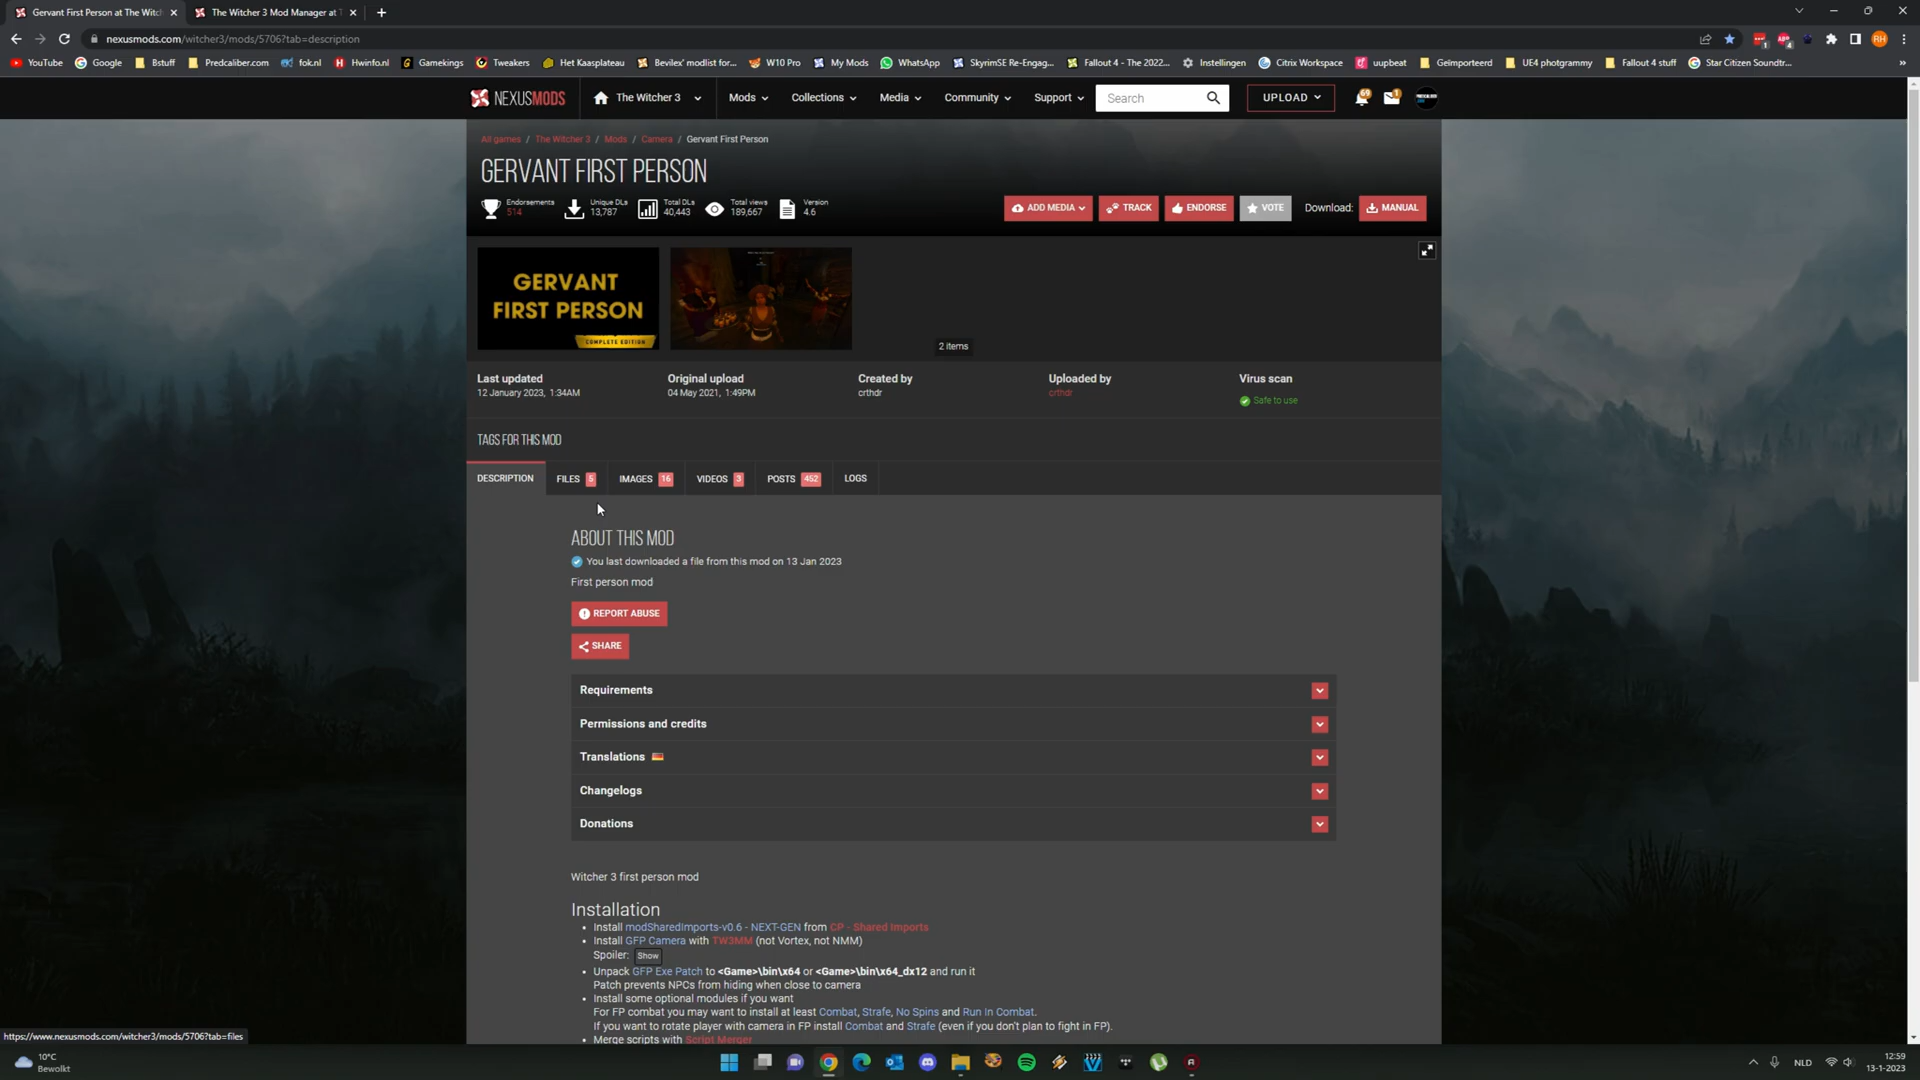 Gervant First Person at The Witch
The Witcher 3 Mod Manager at T
nexusmods.com/witcher3/mods/5706?tab=description
YouTube
Google
Bstuff
Predcaliber.com
fok.nl
Hwinfo.nl
Gamekings
Tweakers
Het Kaasplateau
Bevilex' modlist for...
W10 Pro
My Mods
WhatsApp
SkyrimSE Re-Engag...
Fallout 4 - The 2022...
Instellingen
Citrix Workspace
uupbeat
Geïmporteerd
UE4 photgrammy
Fallout 4 stuff
Star Citizen Soundtr...
NEXUSMODS
The Witcher 3
Mods
Collections
Media
Community
Support
Search
UPLOAD
69
1
All games / The Witcher 3 / Mods / Camera / Gervant First Person
GERVANT FIRST PERSON
Endorsements
514
Unique DLs
13,787
Total DLs
40,443
Total views
189,667
Version
4.6
ADD MEDIA
TRACK
ENDORSE
VOTE
Download:
MANUAL
GERVANT
FIRST PERSON
COMPLETE EDITION
2 items
Last updated
12 January 2023, 1:34AM
Original upload
04 May 2021, 1:49PM
Created by
crthdr
Uploaded by
crthdr
Virus scan
Safe to use
TAGS FOR THIS MOD
DESCRIPTION
FILES 5
IMAGES 16
VIDEOS 3
POSTS 452
LOGS
ABOUT THIS MOD
You last downloaded a file from this mod on 13 Jan 2023
First person mod
REPORT ABUSE
SHARE
Requirements
Permissions and credits
Translations
Changelogs
Donations
Witcher 3 first person mod
Installation
• Install modSharedImports-v0.6 - NEXT-GEN from CP - Shared Imports
• Install GFP Camera with TW3MM (not Vortex, not NMM)
Spoiler: Show
• Unpack GFP Exe Patch to <Game>\bin\x64 or <Game>\bin\x64_dx12 and run it
Patch prevents NPCs from hiding when close to camera
• Install some optional modules if you want
For FP combat you may want to install at least Combat, Strafe, No Spins and Run In Combat.
If you want to rotate player with camera in FP install Combat and Strafe (even if you don't plan to fight in FP).
• Merge scripts with Script Merger
https://www.nexusmods.com/witcher3/mods/5706?tab=files
10°C
Bewolkt
NLD
12:59
13-1-2023